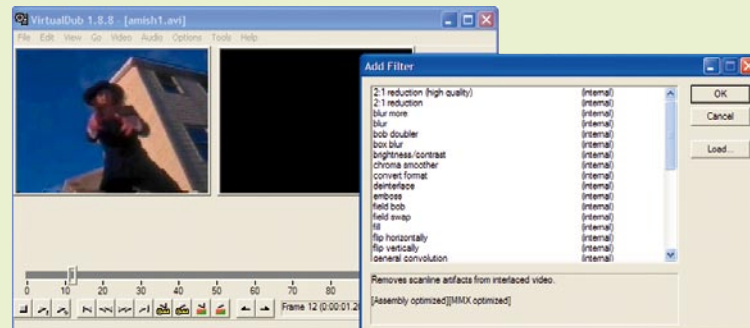 VirtualDub 1.8.8 - [amish1.avi]
File Edit View Go Video Audio Options Tools Help
Add Filter
2:1 reduction (high quality) (internal)
2:1 reduction (internal)
blur more (internal)
blur (internal)
bob doubler (internal)
box blur (internal)
brightness/contrast (internal)
chroma smoother (internal)
convert format (internal)
deinterlace (internal)
emboss (internal)
field bob (internal)
field swap (internal)
fill (internal)
flip horizontally (internal)
flip vertically (internal)
general convolution (internal)
OK
Cancel
Load...
Removes scanline artifacts from interlaced video.
[Assembly optimized][MMX optimized]
0 10 20 30 40 50 60 70 80
Frame 12 (0:00:01.20